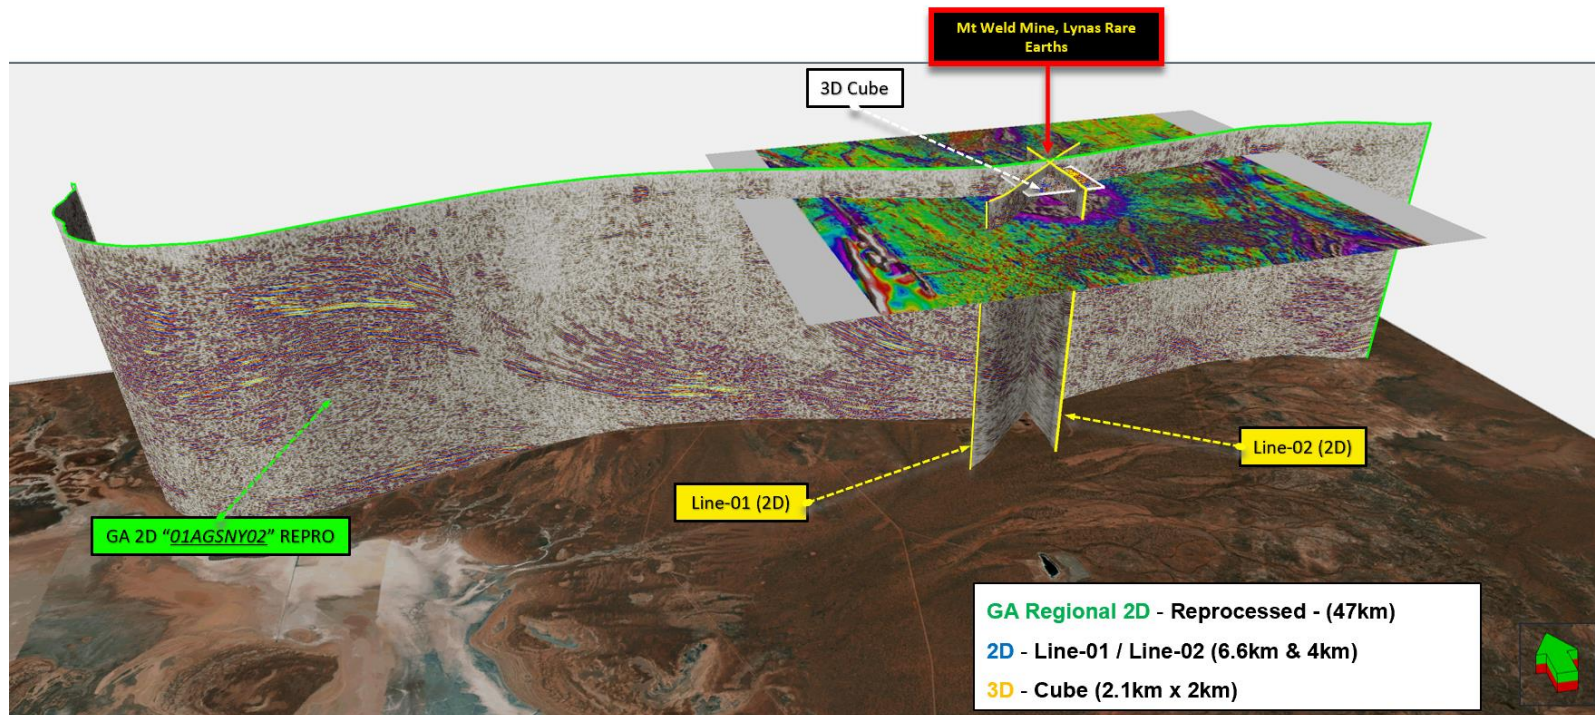 Mt Weld Mine, Lynas Rare
Earths
3D Cube
Line-02 (2D)
Line-01 (2D)
GA 2D “01AGSNY02” REPRO
GA Regional 2D - Reprocessed - (47km)
2D - Line-01 / Line-02 (6.6km & 4km)
3D - Cube (2.1km x 2km)